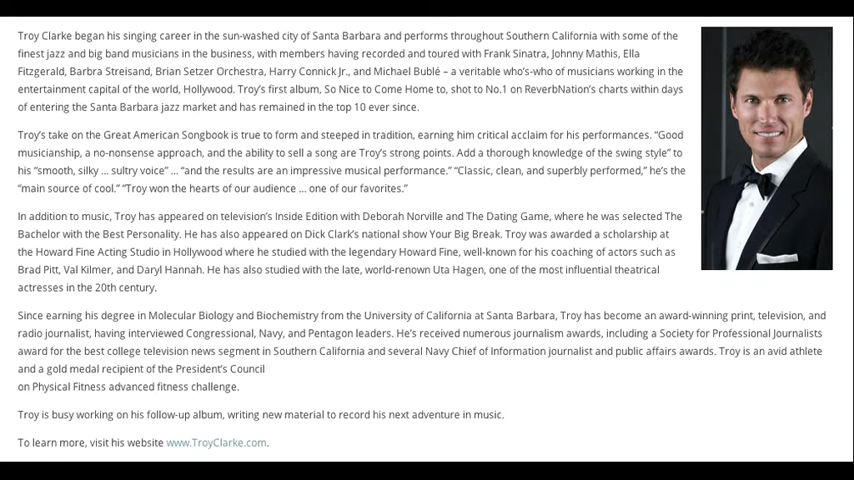 Troy Clarke began his singing career in the sun-washed city of Santa Barbara and performs throughout Southern California with some of the
finest jazz and big band musicians in the business, with members having recorded and toured with Frank Sinatra, Johnny Mathis, Ella
Fitzgerald, Barbra Streisand, Brian Setzer Orchestra, Harry Connick Jr., and Michael Bublé – a veritable who’s-who of musicians working in the
entertainment capital of the world, Hollywood. Troy’s first album, So Nice to Come Home to, shot to No.1 on ReverbNation’s charts within days
of entering the Santa Barbara jazz market and has remained in the top 10 ever since.
Troy’s take on the Great American Songbook is true to form and steeped in tradition, earning him critical acclaim for his performances. “Good
musicianship, a no-nonsense approach, and the ability to sell a song are Troy’s strong points. Add a thorough knowledge of the swing style” to
his “smooth, silky … sultry voice” … “and the results are an impressive musical performance.” “Classic, clean, and superbly performed,” he’s the
“main source of cool.” “Troy won the hearts of our audience … one of our favorites.”
In addition to music, Troy has appeared on television’s Inside Edition with Deborah Norville and The Dating Game, where he was selected The
Bachelor with the Best Personality. He has also appeared on Dick Clark’s national show Your Big Break. Troy was awarded a scholarship at
the Howard Fine Acting Studio in Hollywood where he studied with the legendary Howard Fine, well-known for his coaching of actors such as
Brad Pitt, Val Kilmer, and Daryl Hannah. He has also studied with the late, world-renown Uta Hagen, one of the most influential theatrical
actresses in the 20th century.
Since earning his degree in Molecular Biology and Biochemistry from the University of California at Santa Barbara, Troy has become an award-winning print, television, and
radio journalist, having interviewed Congressional, Navy, and Pentagon leaders. He’s received numerous journalism awards, including a Society for Professional Journalists
award for the best college television news segment in Southern California and several Navy Chief of Information journalist and public affairs awards. Troy is an avid athlete
and a gold medal recipient of the President’s Council
on Physical Fitness advanced fitness challenge.
Troy is busy working on his follow-up album, writing new material to record his next adventure in music.
To learn more, visit his website www.TroyClarke.com.